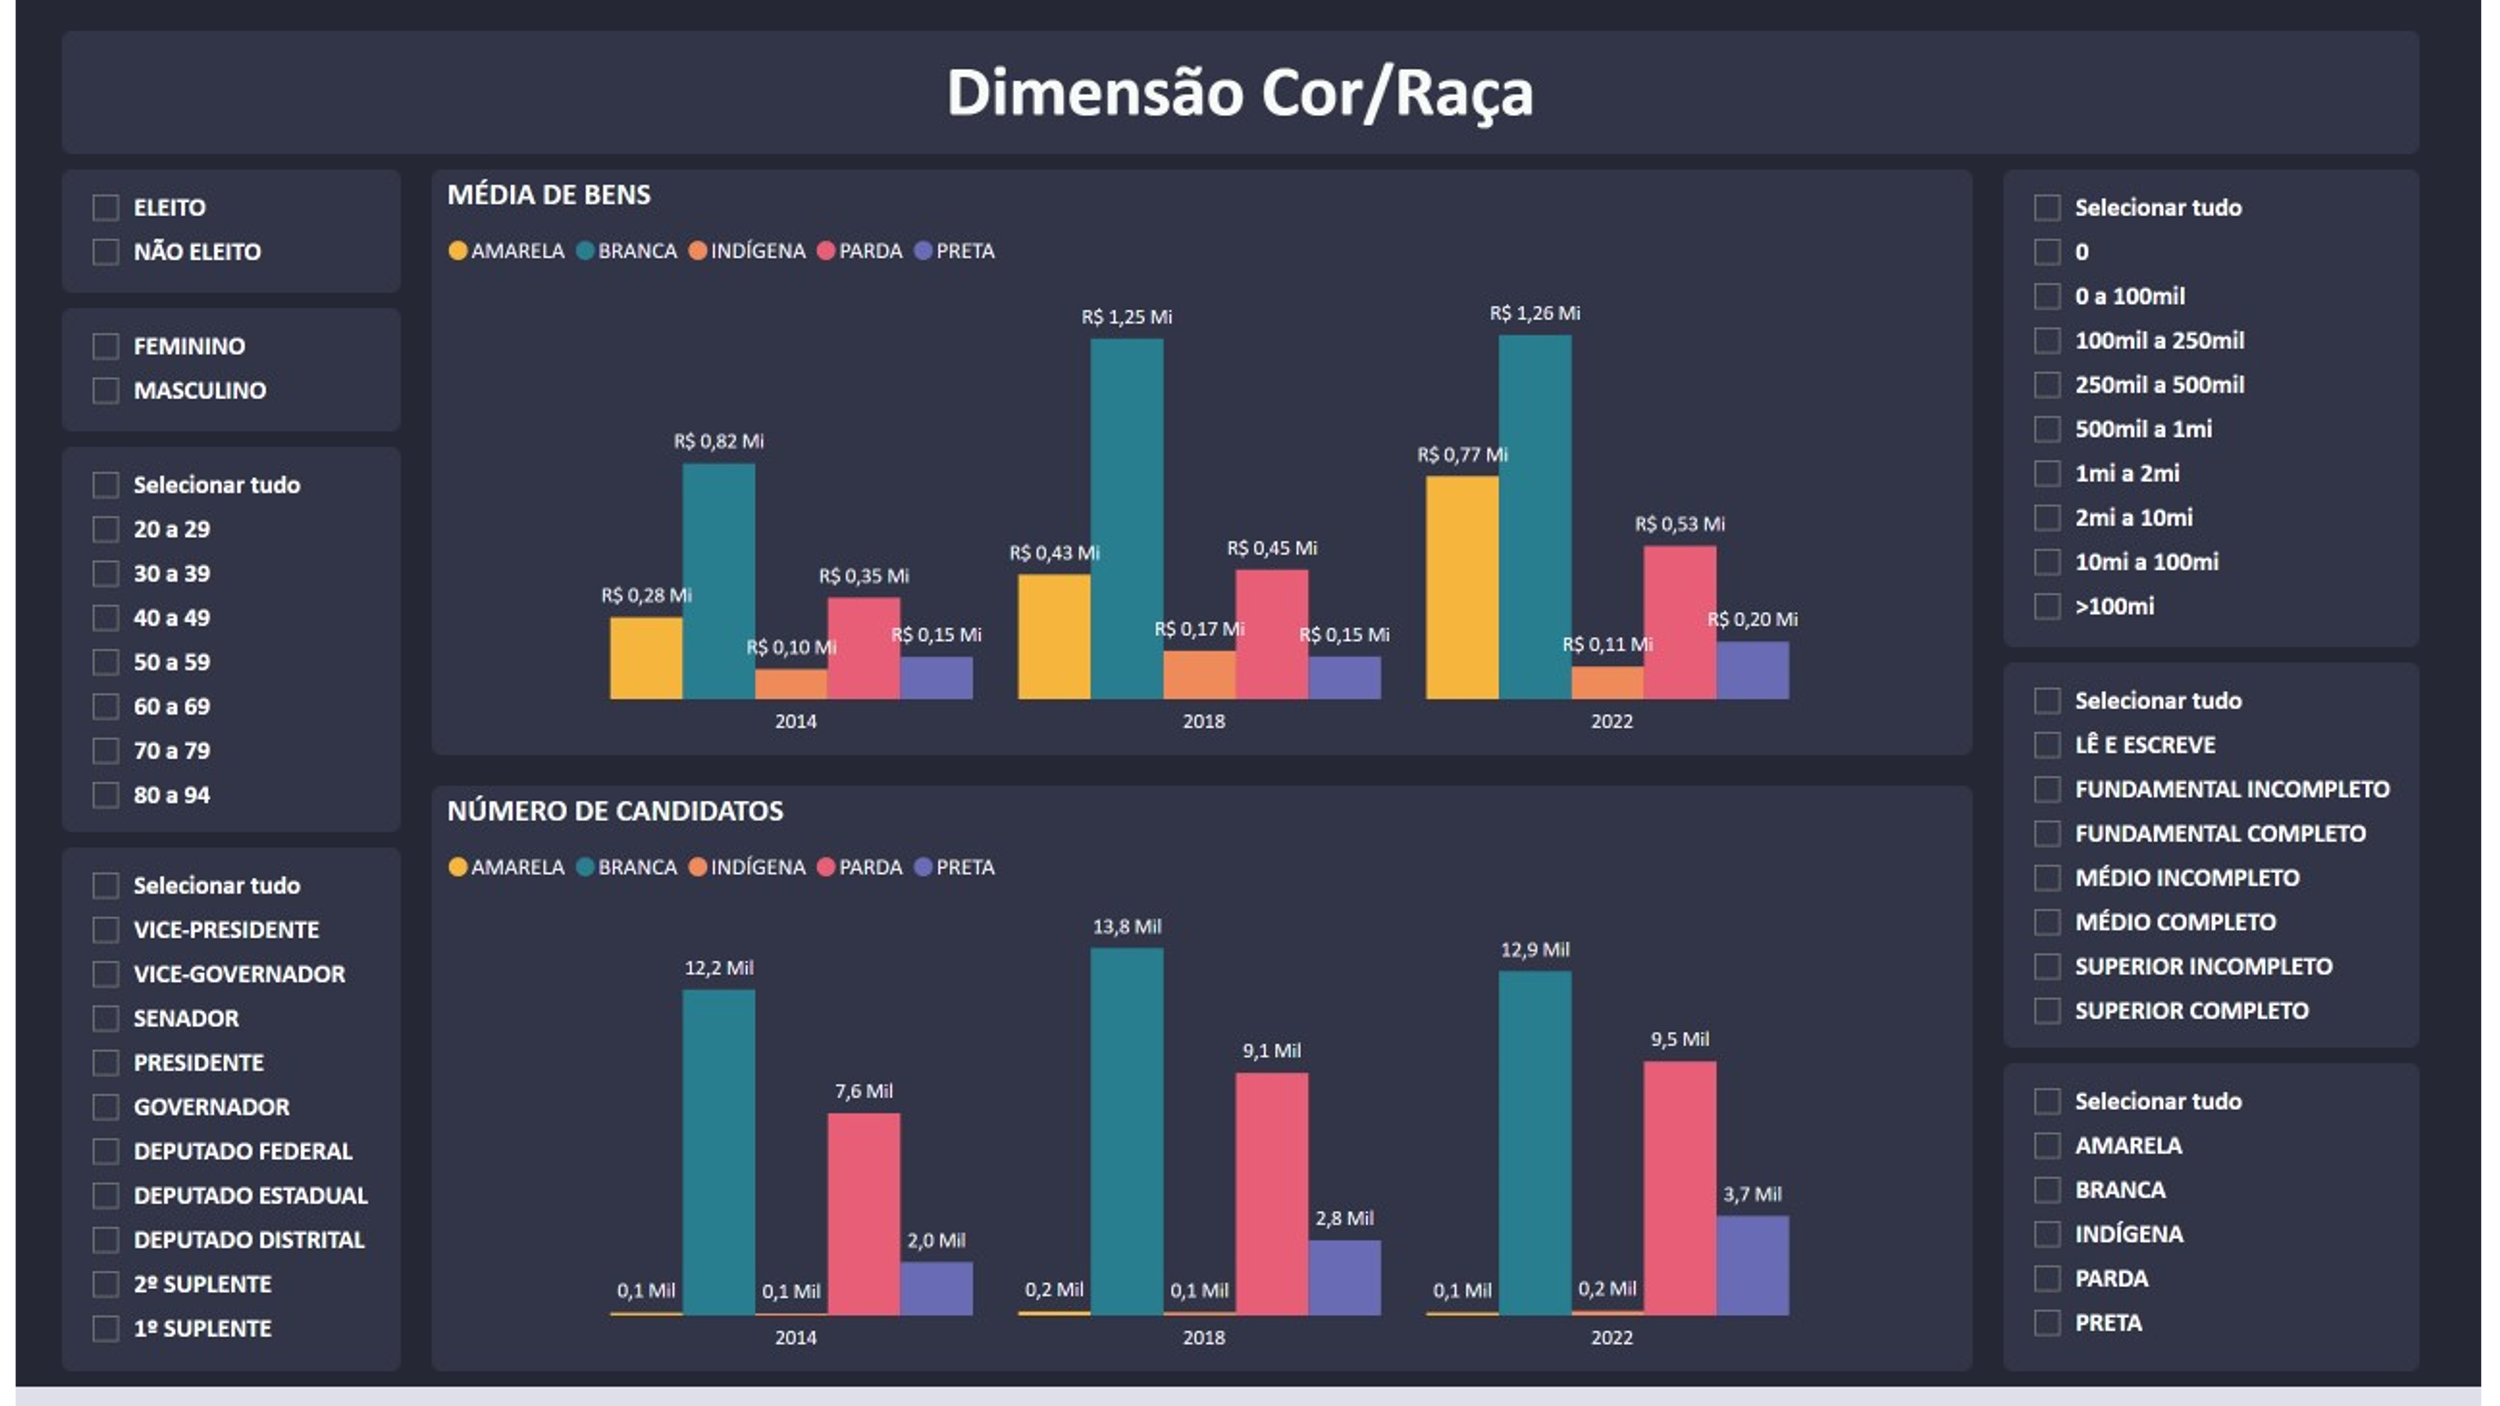 Dimensão Cor/Raça
ELEITO
NÃO ELEITO
FEMININO
MASCULINO
Selecionar tudo
20 a 29
30 a 39
40 a 49
50 a 59
60 a 69
70 a 79
80 a 94
Selecionar tudo
VICE-PRESIDENTE
VICE-GOVERNADOR
SENADOR
PRESIDENTE
GOVERNADOR
DEPUTADO FEDERAL
DEPUTADO ESTADUAL
DEPUTADO DISTRITAL
2º SUPLENTE
1º SUPLENTE
MÉDIA DE BENS
AMARELA BRANCA INDÍGENA PARDA PRETA
R$ 0,28 Mi
R$ 0,82 Mi
R$ 0,10 Mi
R$ 0,35 Mi
R$ 0,15 Mi
R$ 0,43 Mi
R$ 1,25 Mi
R$ 0,17 Mi
R$ 0,45 Mi
R$ 0,15 Mi
R$ 0,77 Mi
R$ 1,26 Mi
R$ 0,11 Mi
R$ 0,53 Mi
R$ 0,20 Mi
2014 2018 2022
NÚMERO DE CANDIDATOS
AMARELA BRANCA INDÍGENA PARDA PRETA
0,1 Mil
12,2 Mil
0,1 Mil
7,6 Mil
2,0 Mil
0,2 Mil
13,8 Mil
0,1 Mil
9,1 Mil
2,8 Mil
0,1 Mil
12,9 Mil
0,2 Mil
9,5 Mil
3,7 Mil
2014 2018 2022
Selecionar tudo
0
0 a 100mil
100mil a 250mil
250mil a 500mil
500mil a 1mi
1mi a 2mi
2mi a 10mi
10mi a 100mi
>100mi
Selecionar tudo
LÊ E ESCREVE
FUNDAMENTAL INCOMPLETO
FUNDAMENTAL COMPLETO
MÉDIO INCOMPLETO
MÉDIO COMPLETO
SUPERIOR INCOMPLETO
SUPERIOR COMPLETO
Selecionar tudo
AMARELA
BRANCA
INDÍGENA
PARDA
PRETA